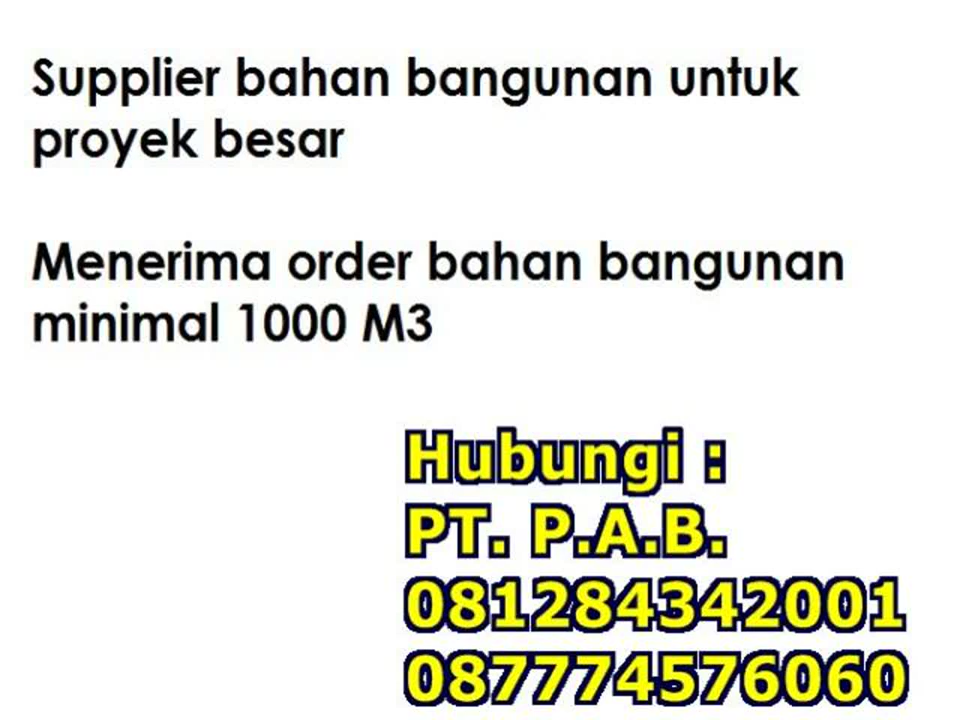 Supplier bahan bangunan untuk
proyek besar
Menerima order bahan bangunan
minimal 1000 M3
Hubungi :
PT. P.A.B.
081284342001
087774576060